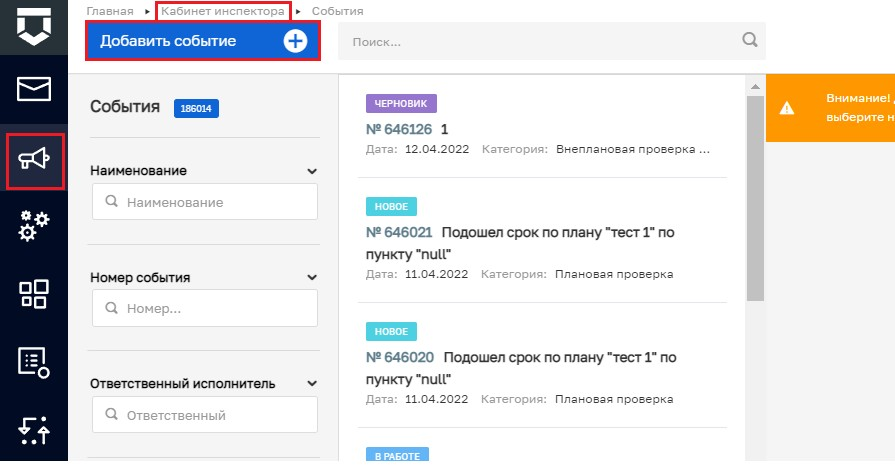 Главная ▸ Кабинет инспектора ▸ События
Добавить событие
Поиск...
События 186014
Наименование
Наименование
Номер события
Номер...
Ответственный исполнитель
Ответственный
ЧЕРНОВИК
№ 646126 1
Дата: 12.04.2022 Категория: Внеплановая проверка ...
НОВОЕ
№ 646021 Подошел срок по плану "тест 1" по
пункту "null"
Дата: 11.04.2022 Категория: Плановая проверка
НОВОЕ
№ 646020 Подошел срок по плану "тест 1" по
пункту "null"
Дата: 11.04.2022 Категория: Плановая проверка
В РАБОТЕ
Внимание!
выберите н